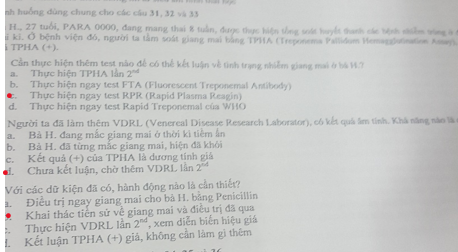 nh huống dùng chung cho các câu 31, 32 và 33
H., 27 tuổi, PARA 0000, đang mang thai 8 tuần, được thực hiện tổng soát huyết thanh các bệnh nhiễm trùng
kì. Ở bệnh viện đó, người ta tầm soát giang mai bằng TPHA (Treponema Pallidum Hemagglutination Assay),
TPHA (+).
Cần thực hiện thêm test nào để có thể kết luận về tình trạng nhiễm giang mai ở bà H.?
a. Thực hiện TPHA lần 2nd
b. Thực hiện ngay test FTA (Fluorescent Treponemal Antibody)
Thực hiện ngay test RPR (Rapid Plasma Reagin)
d. Thực hiện ngay test Rapid Treponemal của WHO
Người ta đã làm thêm VDRL (Venereal Disease Research Laborator), có kết quả âm tính. Khả năng nào là
a. Bà H. đang mắc giang mai ở thời kì tiềm ẩn
b. Bà H. đã từng mắc giang mai, hiện đã khỏi
c. Kết quả (+) của TPHA là dương tính giả
d. Chưa kết luận, chờ thêm VDRL lần 2nd
Với các dữ kiện đã có, hành động nào là cần thiết?
a. Điều trị ngay giang mai cho bà H. bằng Penicillin
Khai thác tiền sử về giang mai và điều trị đã qua
Thực hiện VDRL lần 2nd, xem diễn biến hiệu giá
Kết luận TPHA (+) giả, không cần làm gì thêm